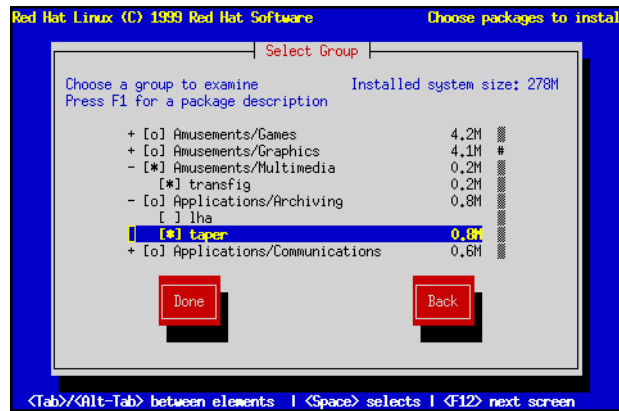 Red Hat Linux (C) 1999 Red Hat Software Choose packages to instal
Select Group
Choose a group to examine Installed system size: 278M
Press F1 for a package description
+ [o] Amusements/Games 4.2M
+ [o] Amusements/Graphics 4.1M #
- [*] Amusements/Multimedia 0.2M
[*] transfig 0.2M
- [o] Applications/Archiving 0.8M
[ ] lha
[*] taper 0.8M
+ [o] Applications/Communications 0.6M
Done Back
<Tab>/<Alt-Tab> between elements | <Space> selects | <F12> next screen